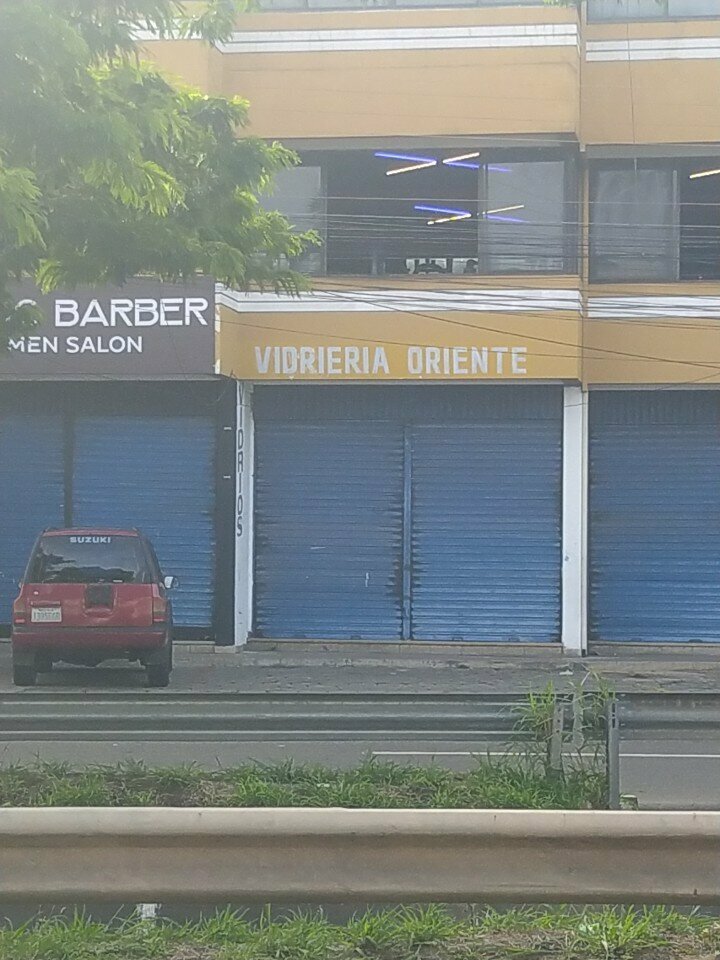 BARBER
MEN SALON
VIDRIERIA ORIENTE
VIDRIOS
SUZUKI